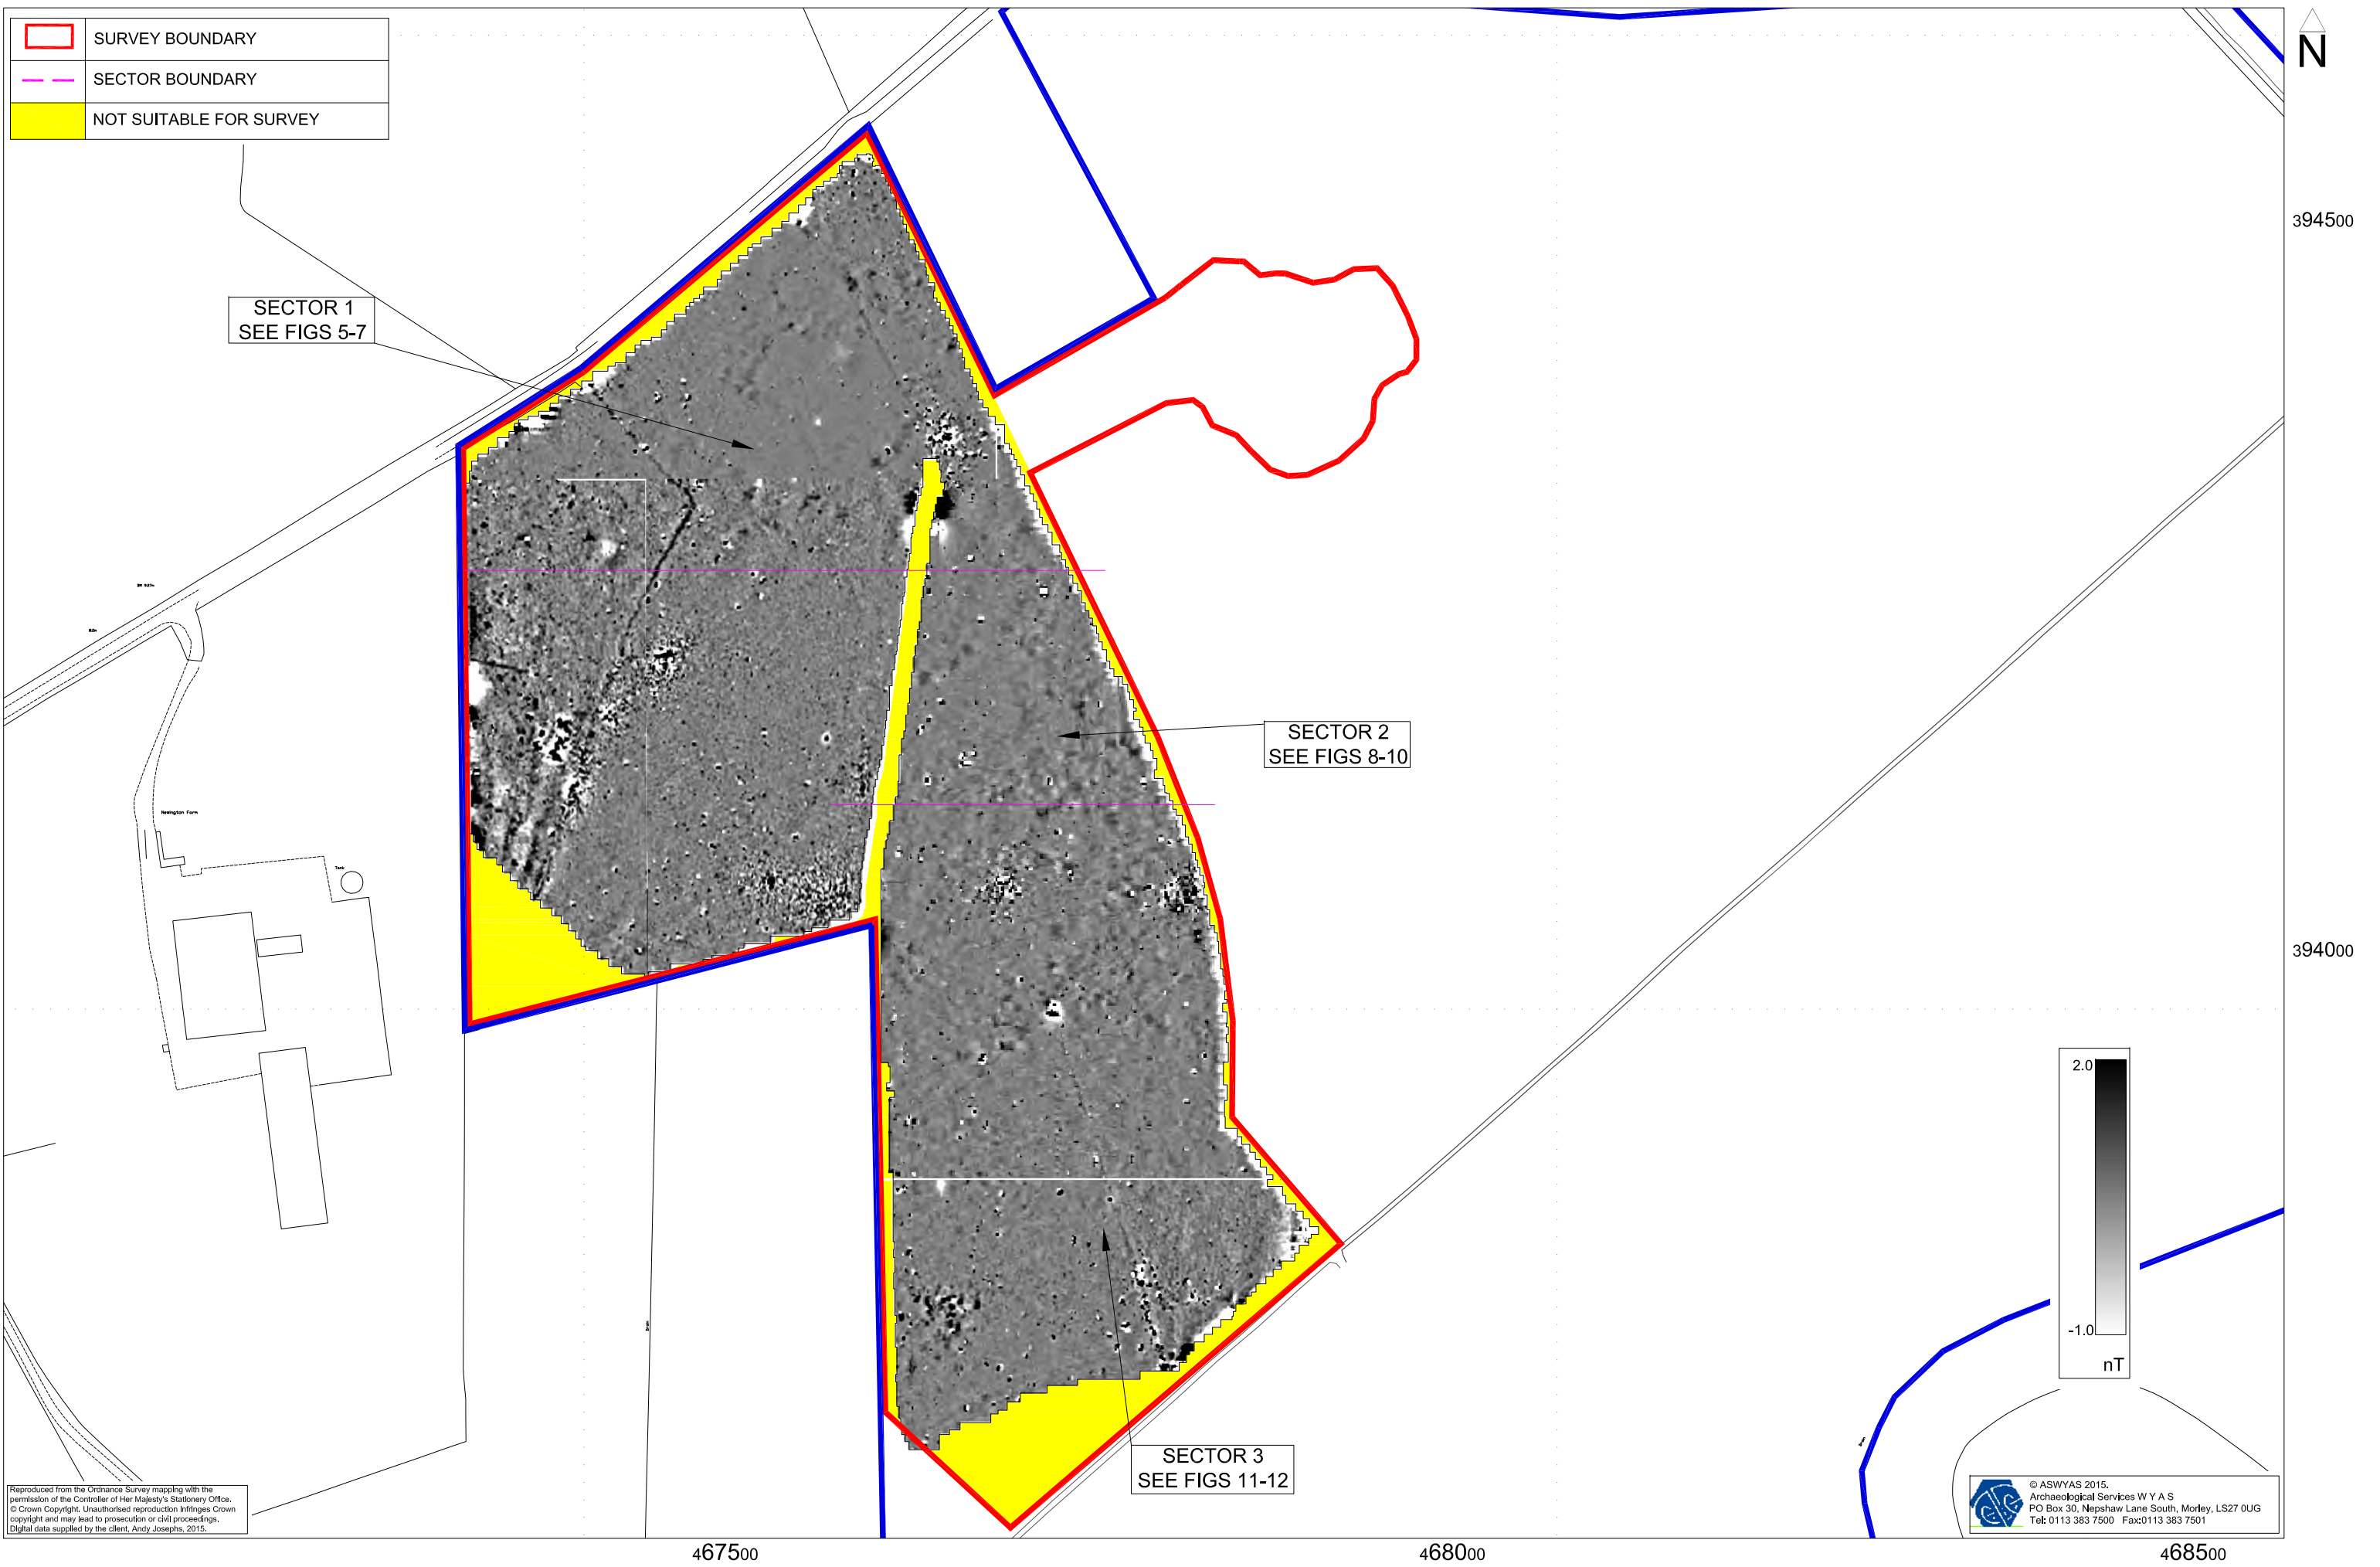 SURVEY BOUNDARY
SECTOR BOUNDARY
NOT SUITABLE FOR SURVEY
N
394500
SECTOR 1
SEE FIGS 5-7
SECTOR 2
SEE FIGS 8-10
Newington Farm
Tank
394000
2.0
-1.0
nT
Drain
SECTOR 3
SEE FIGS 11-12
Reproduced from the Ordnance Survey mapping with the
permission of the Controller of Her Majesty's Stationery Office.
© Crown Copyright. Unauthorised reproduction infringes Crown
copyright and may lead to prosecution or civil proceedings.
Digital data supplied by the client, Andy Josephs, 2015.
© ASWYAS 2015.
Archaeological Services W Y A S
PO Box 30, Nepshaw Lane South, Morley, LS27 0UG
Tel: 0113 383 7500 Fax:0113 383 7501
467500
468000
468500